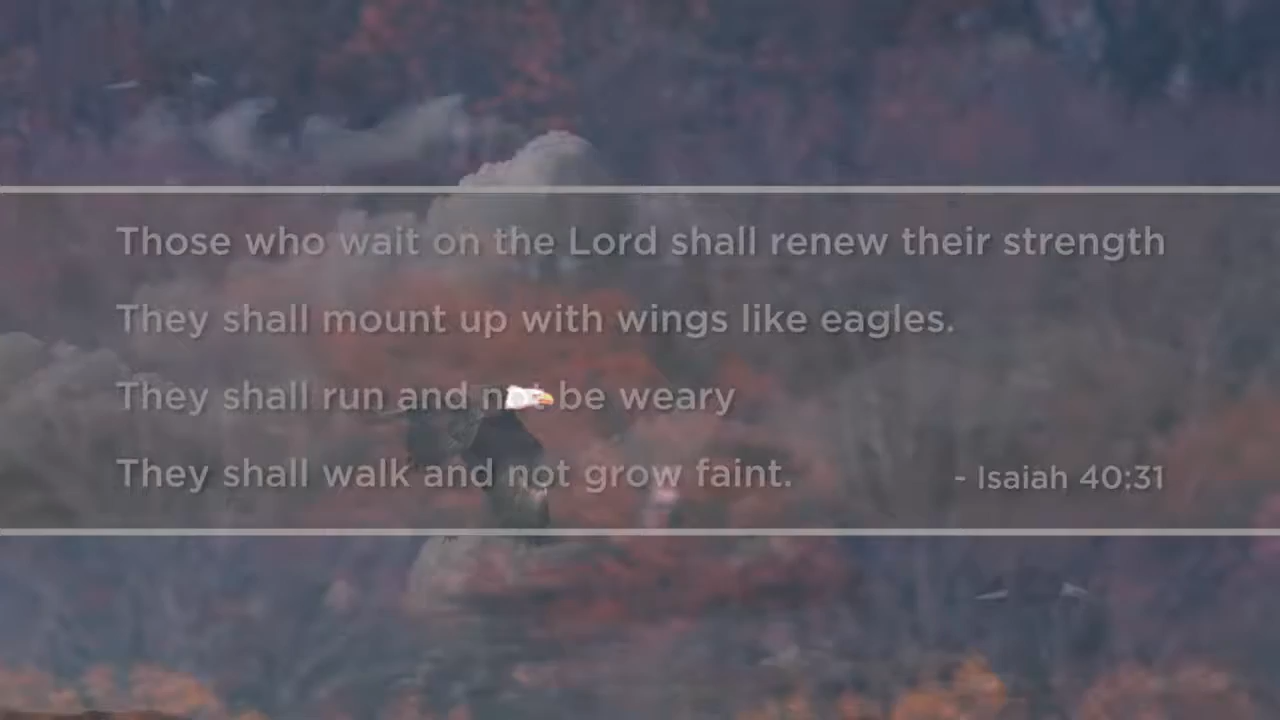 Those who wait on the Lord shall renew their strength
They shall mount up with wings like eagles.
They shall run and not be weary
They shall walk and not grow faint.
- Isaiah 40:31